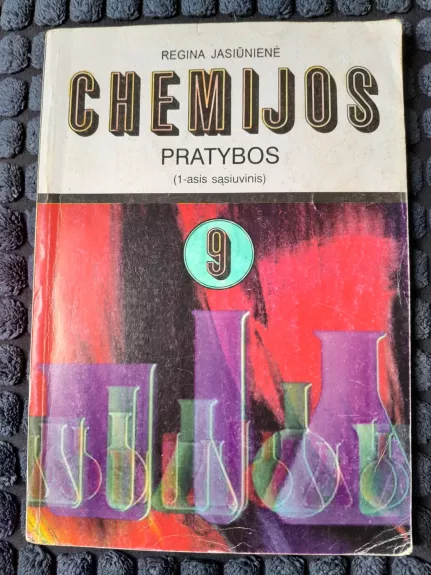 REGINA JASIŪNIENĖ
CHEMIJOS
PRATYBOS
(1-asis sąsiuvinis)
9